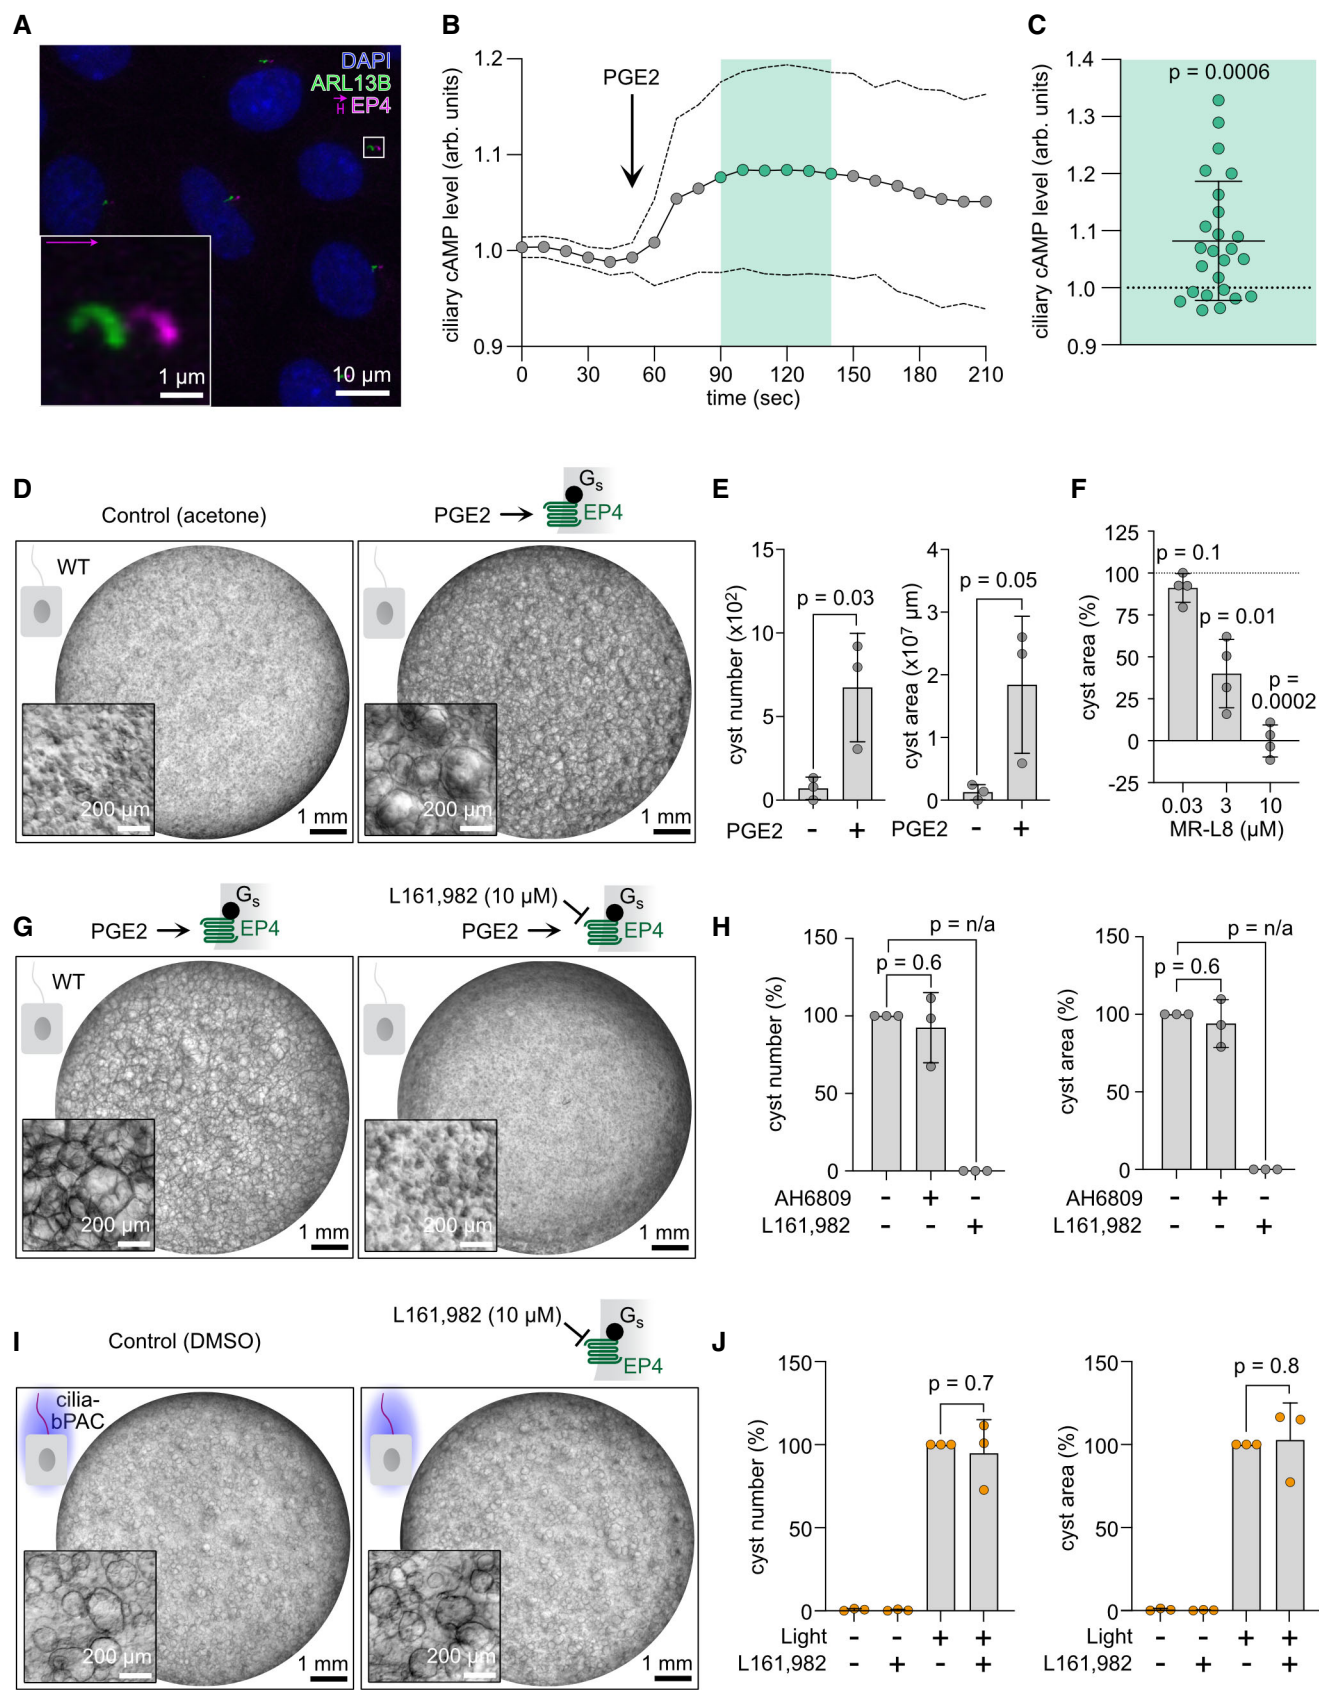 A
DAPI
ARL13B
EP4
1 µm
10 µm
B
ciliary cAMP level (arb. units)
1.2
1.1
1.0
0.9
PGE2
0 30 60 90 120 150 180 210
time (sec)
C
ciliary cAMP level (arb. units)
1.4
1.3
1.2
1.1
1.0
0.9
p = 0.0006
D
Control (acetone)
WT
200 µm
1 mm
PGE2
Gs
EP4
200 µm
1 mm
E
cyst number (x10²)
15
10
5
0
p = 0.03
PGE2 - +
cyst area (x10⁷ µm)
4
3
2
1
0
p = 0.05
PGE2 - +
F
cyst area (%)
125
100
75
50
25
0
-25
p = 0.1
p = 0.01
p =
0.0002
0.03 3 10
MR-L8 (µM)
G
PGE2
Gs
EP4
WT
200 µm
1 mm
L161,982 (10 µM)
PGE2
Gs
EP4
200 µm
1 mm
H
cyst number (%)
150
100
50
0
p = n/a
p = 0.6
AH6809 - + -
L161,982 - - +
cyst area (%)
150
100
50
0
p = n/a
p = 0.6
AH6809 - + -
L161,982 - - +
I
Control (DMSO)
cilia-
bPAC
200 µm
1 mm
L161,982 (10 µM)
Gs
EP4
200 µm
1 mm
J
cyst number (%)
150
100
50
0
p = 0.7
Light - - + +
L161,982 - + - +
cyst area (%)
150
100
50
0
p = 0.8
Light - - + +
L161,982 - + - +